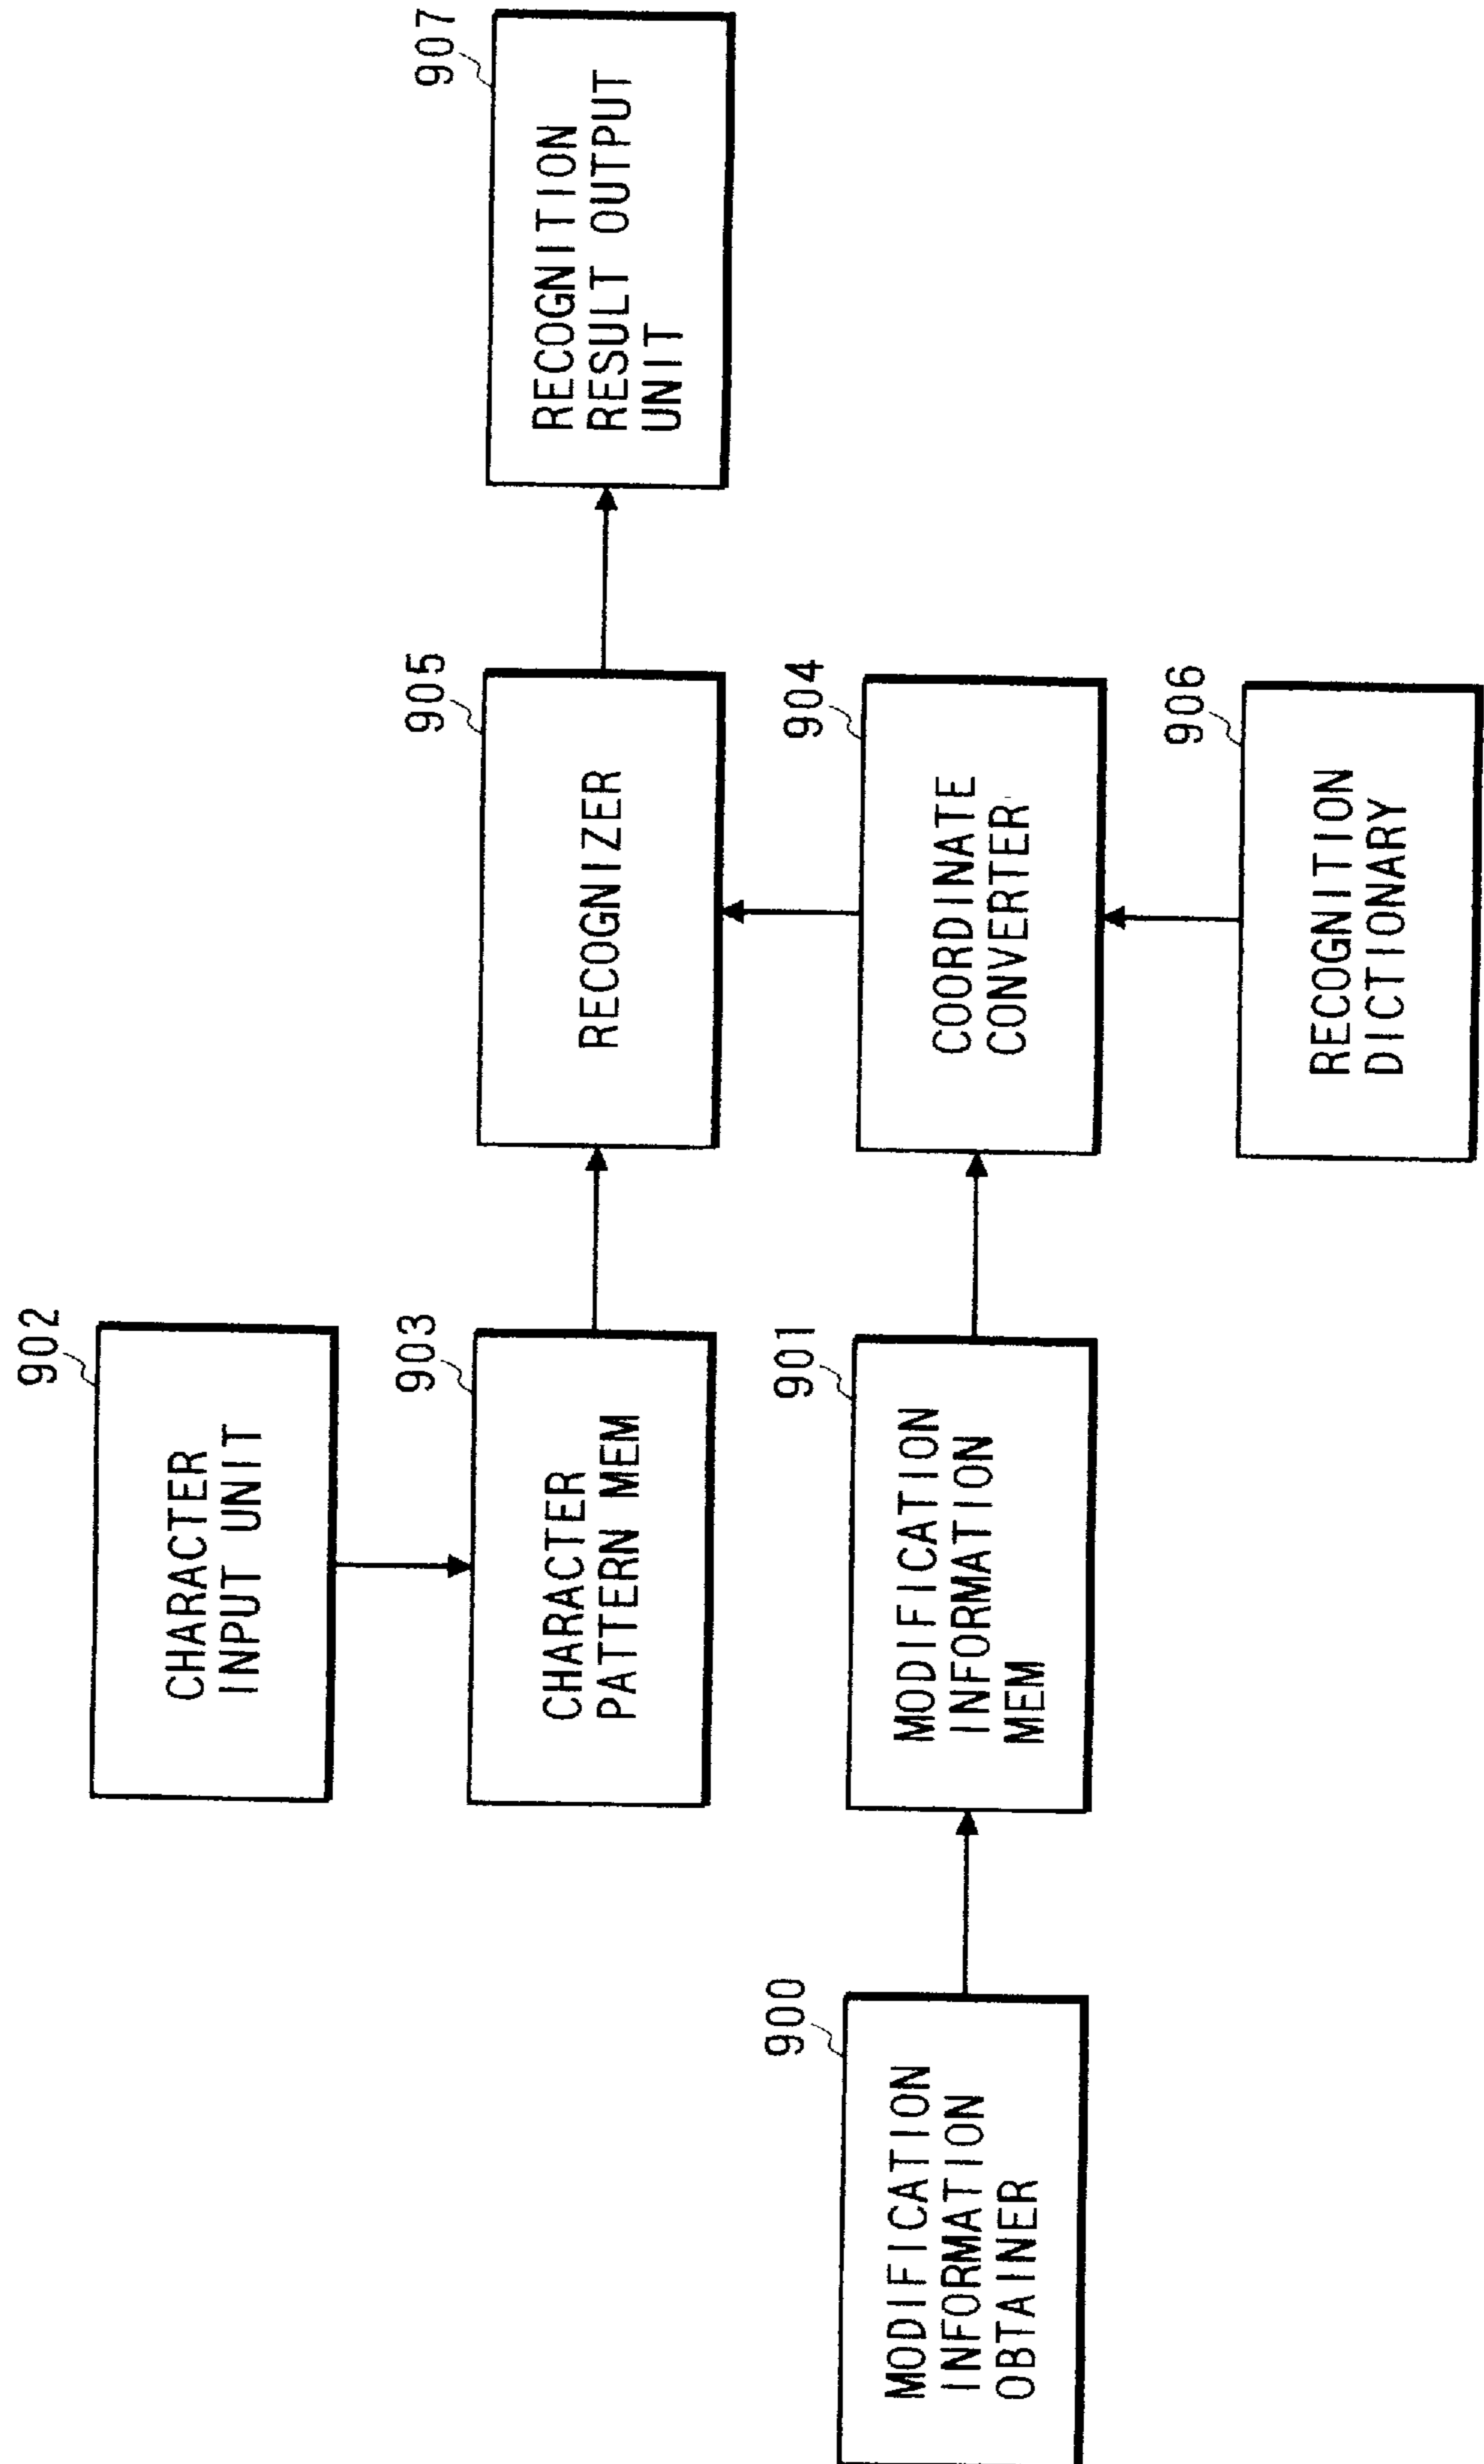 902
CHARACTER
INPUT UNIT
903
CHARACTER
PATTERN MEM
905
RECOGNIZER
907
RECOGNITION
RESULT OUTPUT
UNIT
900
MODIFICATION
INFORMATION
OBTAINER
901
MODIFICATION
INFORMATION
MEM
904
COORDINATE
CONVERTER
906
RECOGNITION
DICTIONARY